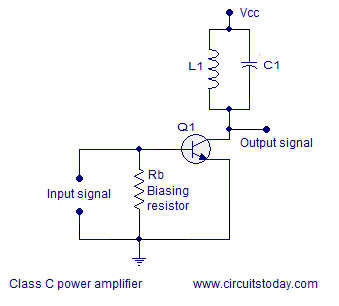 Vcc
L1
C1
Q1
Output signal
Rb
Biasing
resistor
Input signal
Class C power amplifier
www.circuitstoday.com